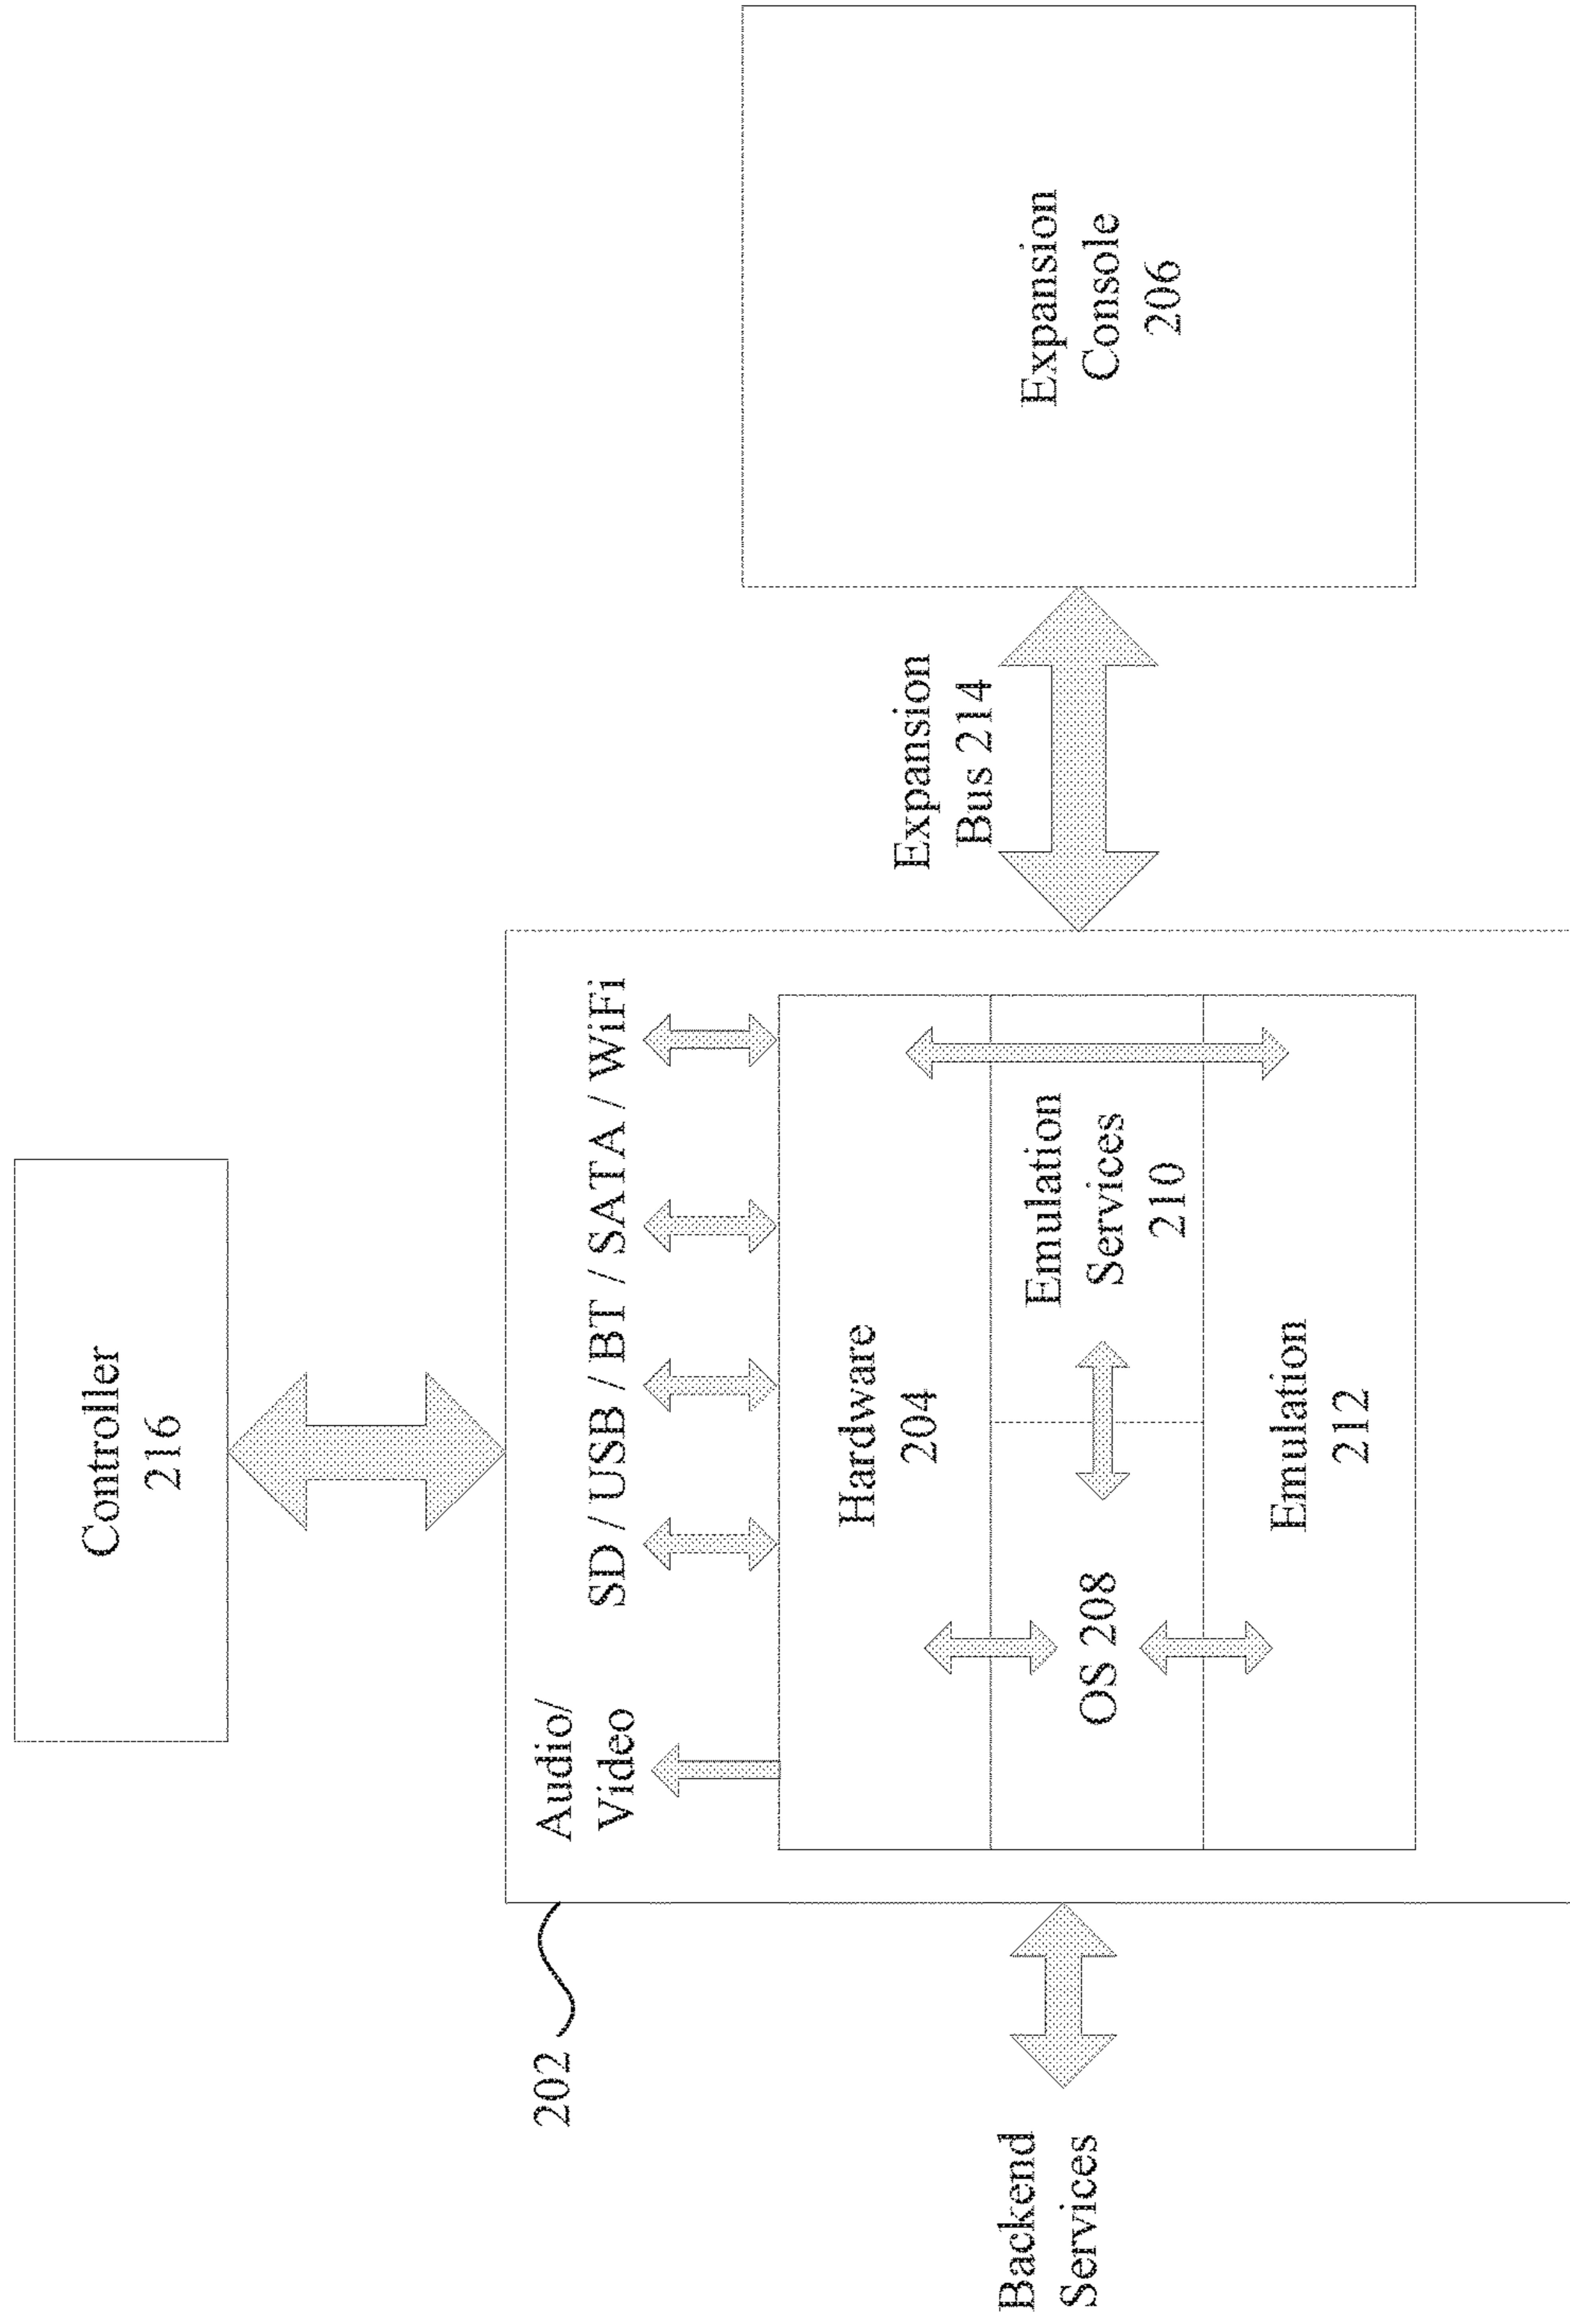 Controller
216
Audio/
Video
SD / USB / BT / SATA / WiFi
202
Hardware
204
OS 208
Emulation
Services
210
Emulation
212
Backend
Services
Expansion
Bus 214
Expansion
Console
206